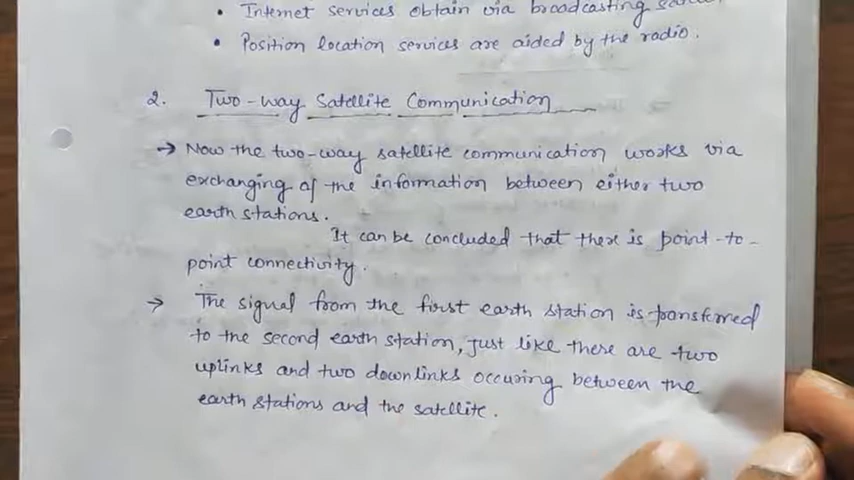 • Internet services obtain via broadcasting
• Position location services are aided by the radio.
2. Two-way Satellite Communication
→ Now the two-way satellite communication works via
exchanging of the information between either two
earth stations.
It can be concluded that there is point-to-
point connectivity.
→ The signal from the first earth station is transferred
to the second earth station, just like there are two
uplinks and two downlinks occuring between the
earth stations and the satellite.